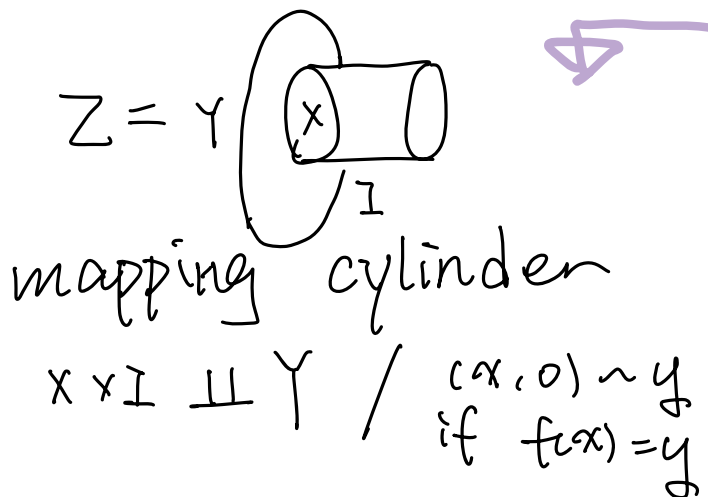 Z = Y X
I
mapping cylinder
X × I ⨿ Y / (x, 0) ~ y
if f(x) = y